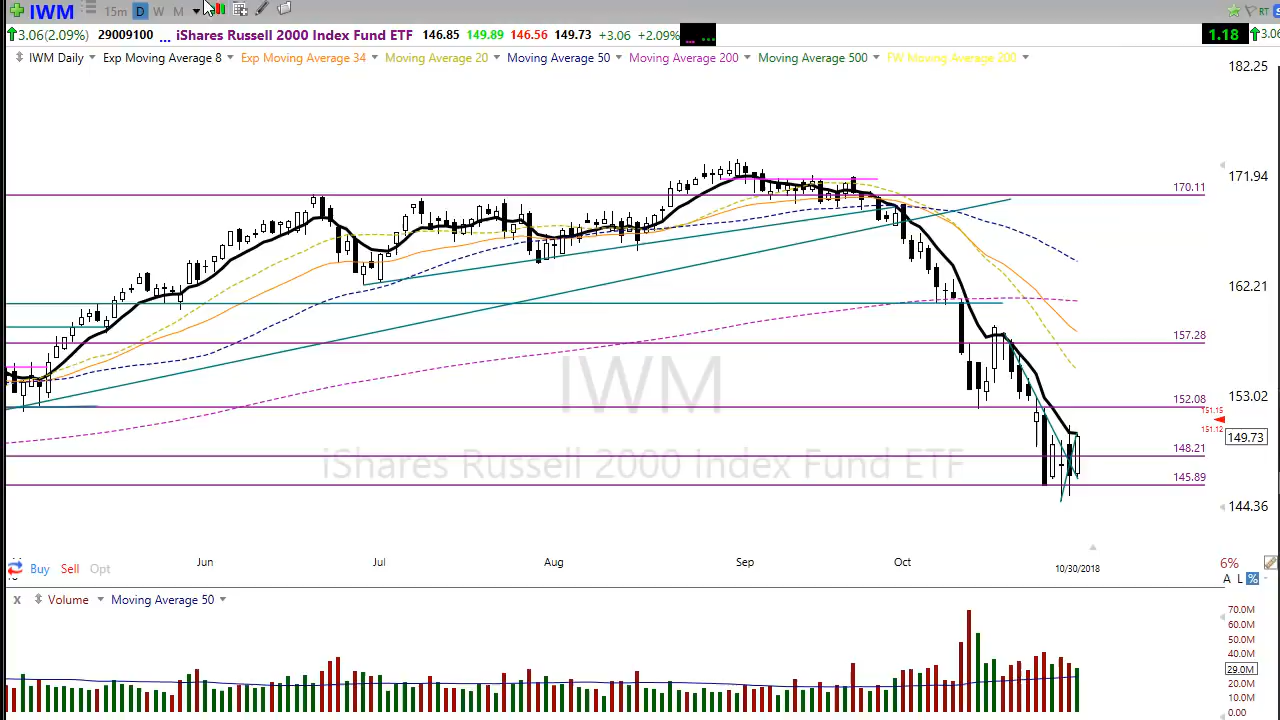 IWM 15m D W M RT S
3.06(2.09%) 29009100 ... iShares Russell 2000 Index Fund ETF 146.85 149.89 146.56 149.73 +3.06 +2.09% ... ... 1.18 3.06
IWM Daily Exp Moving Average 8 Exp Moving Average 34 Moving Average 20 Moving Average 50 Moving Average 200 Moving Average 500 FW Moving Average 200
182.25
171.94
170.11
162.21
157.28
IWM
153.02
152.08
151.15
151.12
149.73
148.21
iShares Russell 2000 Index Fund ETF
145.89
144.36
Jun Jul Aug Sep Oct
10/30/2018
6%
Buy Sell Opt
A L %
x Volume Moving Average 50
70.0M
60.0M
50.0M
40.0M
29.0M
20.0M
10.0M
0.00